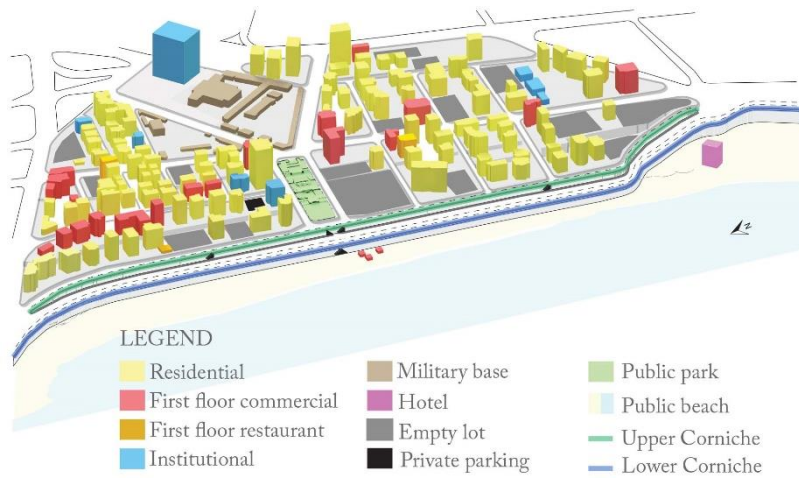 N
LEGEND
Residential
First floor commercial
First floor restaurant
Institutional
Military base
Hotel
Empty lot
Private parking
Public park
Public beach
Upper Corniche
Lower Corniche